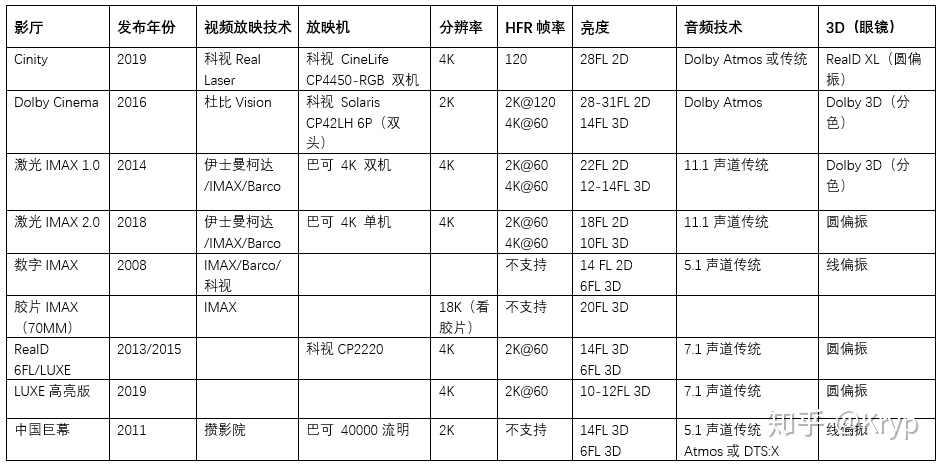 影厅 发布年份 视频放映技术 放映机 分辨率 HFR 帧率 亮度 音频技术 3D（眼镜）
Cinity 2019 科视 Real 科视 CineLife 4K 120 28FL 2D Dolby Atmos 或传统 RealD XL（圆偏
Laser CP4450-RGB 双机 振）
Dolby Cinema 2016 杜比 Vision 科视 Solaris 2K 2K@120 28-31FL 2D Dolby Atmos Dolby 3D（分
CP42LH 6P（双 4K@60 14FL 3D 色）
头）
激光 IMAX 1.0 2014 伊士曼柯达 巴可 4K 双机 4K 2K@60 22FL 2D 11.1 声道传统 Dolby 3D（分
/IMAX/Barco 4K@60 12-14FL 3D 色）
激光 IMAX 2.0 2018 伊士曼柯达 巴可 4K 单机 4K 2K@60 18FL 2D 11.1 声道传统 圆偏振
/IMAX/Barco 4K@60 10FL 3D
数字 IMAX 2008 IMAX/Barco/ 不支持 14 FL 2D 5.1 声道传统 线偏振
科视 6FL 3D
胶片 IMAX IMAX 18K（看 不支持 20FL 3D
（70MM） 胶片）
RealD 2013/2015 科视 CP2220 4K 2K@60 14FL 3D 7.1 声道传统 圆偏振
6FL/LUXE 6FL 3D
LUXE 高亮版 2019 4K 2K@60 10-12FL 3D 7.1 声道传统 圆偏振
中国巨幕 2011 攒影院 巴可 40000 流明 2K 不支持 14FL 3D 5.1 声道传统 线偏振
6FL 3D Atmos 或 DTS:X
知乎 @Kryp